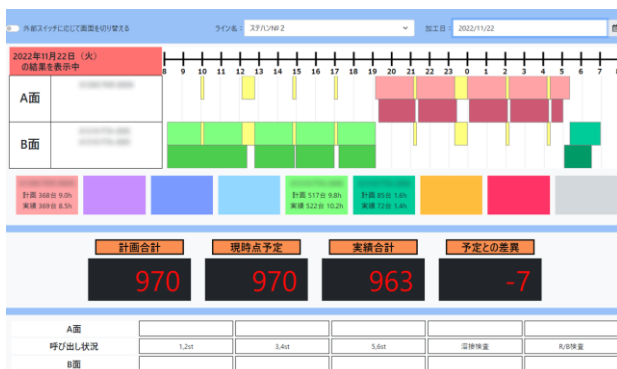 外部スイッチに応じて画面を切り替える ライン名： ステハンNo.2 加工日： 2022/11/22
2022年11月22日（火）
の結果を表示中
8 9 10 11 12 13 14 15 16 17 18 19 20 21 22 23 0 1 2 3 4 5 6 7 8
A面
B面
計画 368台 9.0h 計画 517台 9.8h 計画 85台 1.6h
実績 369台 8.5h 実績 522台 10.2h 実績 72台 1.4h
計画合計 現時点予定 実績合計 予定との差異
970 970 963 -7
A面
呼び出し状況 1,2st 3,4st 5,6st 溶接検査 R/B検査
B面